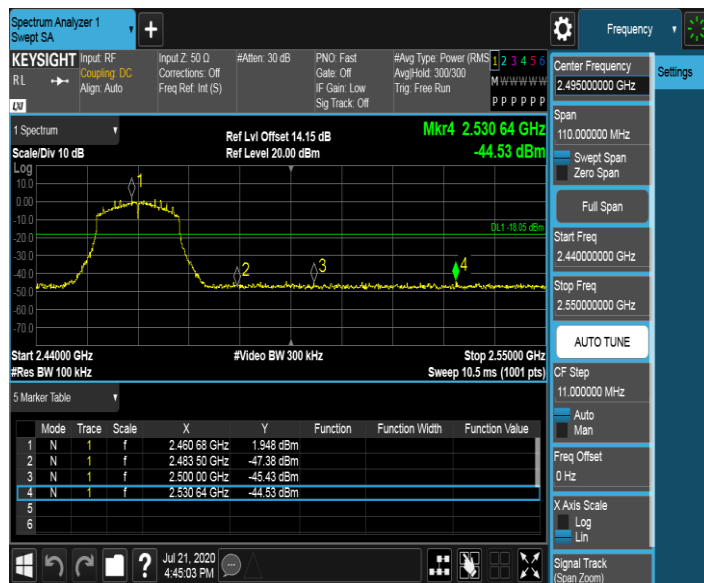 Spectrum Analyzer 1
Swept SA
+
Frequency
KEYSIGHT
RL
LXI
Input: RF
Coupling: DC
Align: Auto
Input Z: 50 Ω
Corrections: Off
Freq Ref: Int (S)
#Atten: 30 dB
PNO: Fast
Gate: Off
IF Gain: Low
Sig Track: Off
#Avg Type: Power (RMS
Avg|Hold: 300/300
Trig: Free Run
1 2 3 4 5 6
M W W W W W
P P P P P P
1 Spectrum
Scale/Div 10 dB
Ref Lvl Offset 14.15 dB
Ref Level 20.00 dBm
Mkr4 2.530 64 GHz
-44.53 dBm
Log
10.0
0.00
-10.0
-20.0
-30.0
-40.0
-50.0
-60.0
-70.0
1
2
3
4
DL1 -18.05 dBm
Start 2.44000 GHz
#Res BW 100 kHz
#Video BW 300 kHz
Stop 2.55000 GHz
Sweep 10.5 ms (1001 pts)
5 Marker Table
Mode Trace Scale X Y Function Function Width Function Value
1 N 1 f 2.460 68 GHz 1.948 dBm
2 N 1 f 2.483 50 GHz -47.38 dBm
3 N 1 f 2.500 00 GHz -45.43 dBm
4 N 1 f 2.530 64 GHz -44.53 dBm
5
6
?
Jul 21, 2020
4:45:03 PM
Center Frequency
2.495000000 GHz
Settings
Span
110.000000 MHz
Swept Span
Zero Span
Full Span
Start Freq
2.440000000 GHz
Stop Freq
2.550000000 GHz
AUTO TUNE
CF Step
11.000000 MHz
Auto
Man
Freq Offset
0 Hz
X Axis Scale
Log
Lin
Signal Track
(Span Zoom)